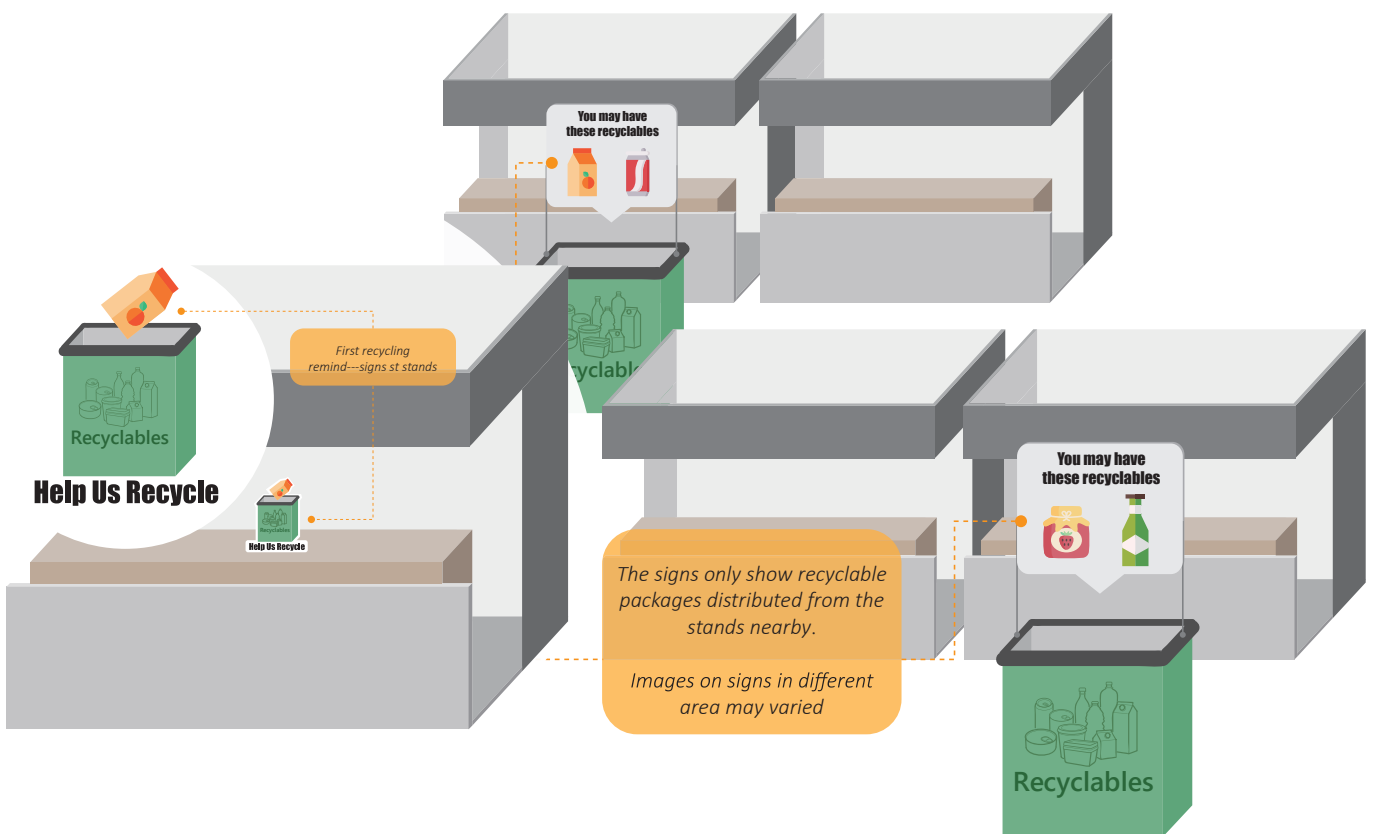 You may have
these recyclables
First recycling
remind---signs st stands
Recyclables
Help Us Recycle
Recyclables
Help Us Recycle
You may have
these recyclables
The signs only show recyclable
packages distributed from the
stands nearby.
Images on signs in different
area may varied
Recyclables